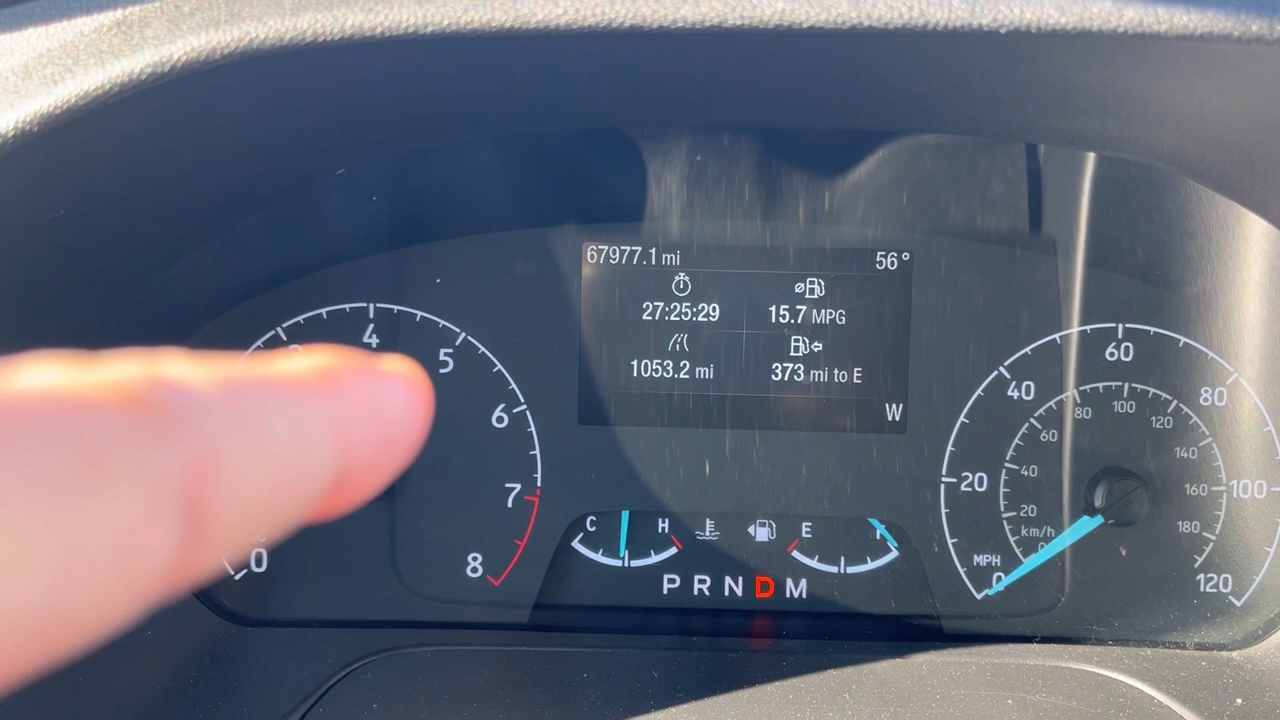 67977.1 mi 56°
27:25:29 15.7 MPG
1053.2 mi 373 mi to E
W
4
5
6
7
8
0
C H E
P R N D M
0 20 40 60 80 100 120
MPH
20 40 60 80 100 120 140 160 180
km/h